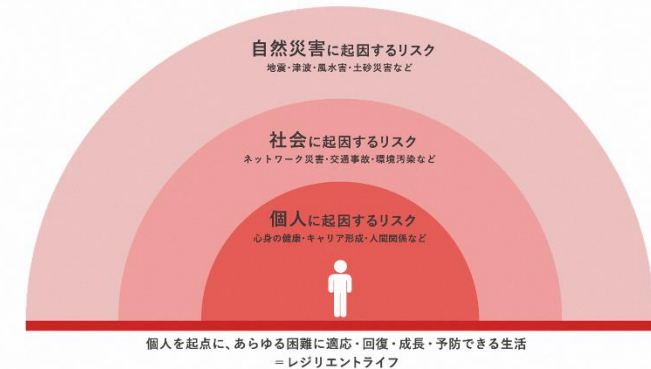 自然災害に起因するリスク
地震・津波・風水害・土砂災害など
社会に起因するリスク
ネットワーク災害・交通事故・環境汚染など
個人に起因するリスク
心身の健康・キャリア形成・人間関係など
個人を起点に、あらゆる困難に適応・回復・成長・予防できる生活
＝レジリエントライフ